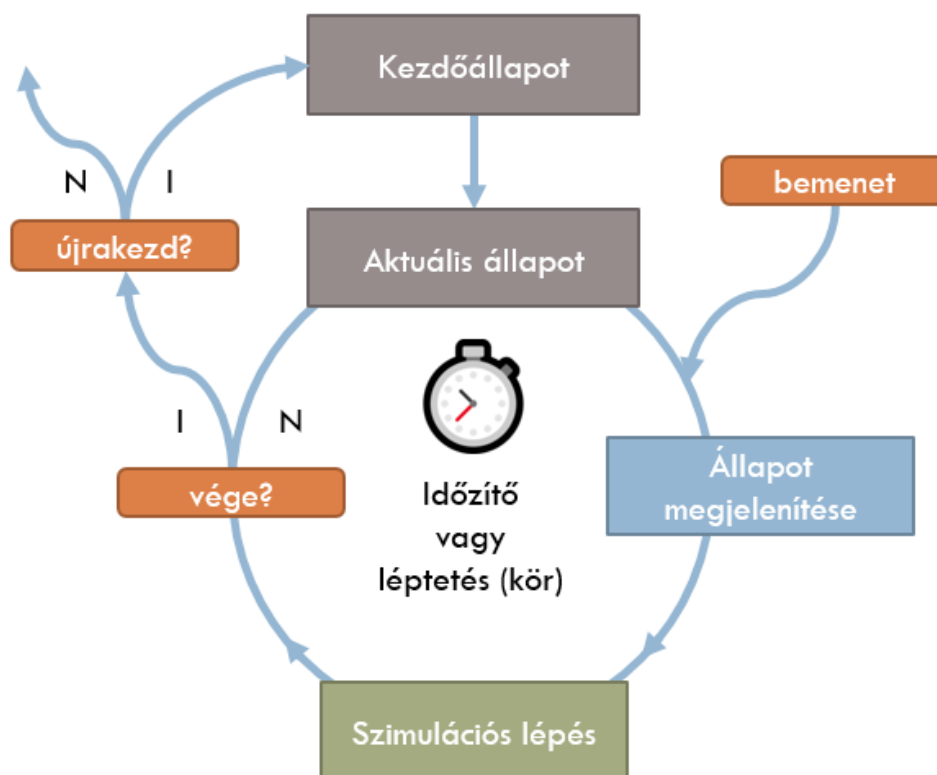 Kezdőállapot
N
I
bemenet
újrakezd?
Aktuális állapot
I
N
Állapot
megjelenítése
vége?
Időzítő
vagy
léptetés (kör)
Szimulációs lépés